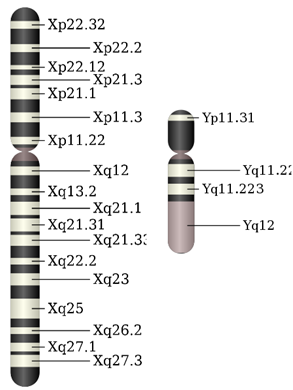 Xp22.32
Xp22.2
Xp22.12
Xp21.3
Xp21.1
Xp11.3
Xp11.22
Xq12
Xq13.2
Xq21.1
Xq21.31
Xq21.33
Xq22.2
Xq23
Xq25
Xq26.2
Xq27.1
Xq27.3
Yp11.31
Yq11.22
Yq11.223
Yq12